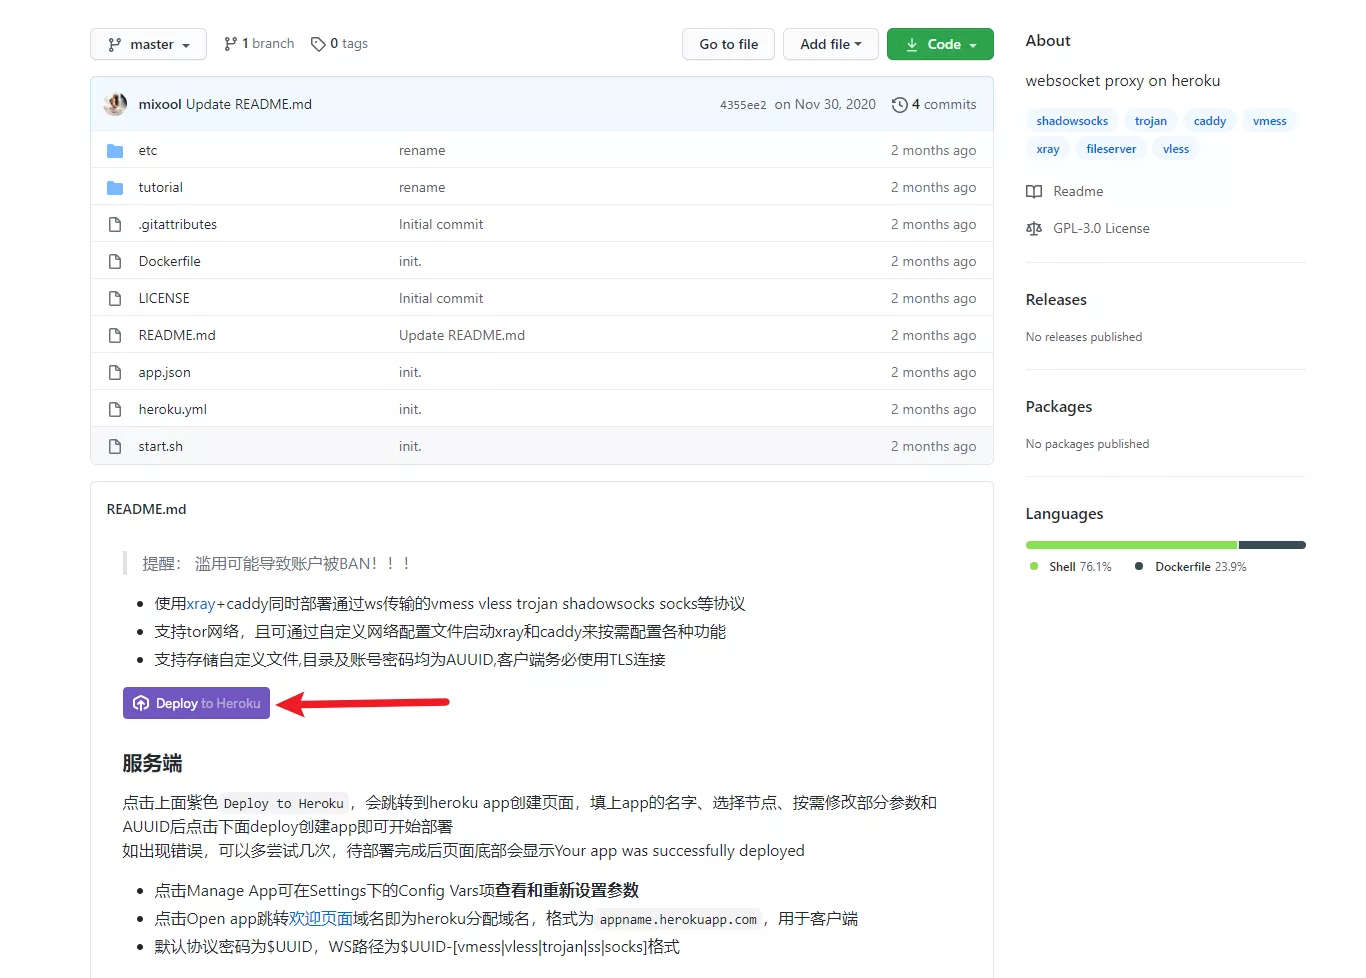 master
1 branch
0 tags
Go to file
Add file
Code
mixool Update README.md
4355ee2 on Nov 30, 2020
4 commits
etc
rename
2 months ago
tutorial
rename
2 months ago
.gitattributes
Initial commit
2 months ago
Dockerfile
init.
2 months ago
LICENSE
Initial commit
2 months ago
README.md
Update README.md
2 months ago
app.json
init.
2 months ago
heroku.yml
init.
2 months ago
start.sh
init.
2 months ago
README.md
提醒： 滥用可能导致账户被BAN！！！
使用xray+caddy同时部署通过ws传输的vmess vless trojan shadowsocks socks等协议
支持tor网络，且可通过自定义网络配置文件启动xray和caddy来按需配置各种功能
支持存储自定义文件,目录及账号密码均为AUUID,客户端务必使用TLS连接
Deploy to Heroku
服务端
点击上面紫色 Deploy to Heroku ，会跳转到heroku app创建页面，填上app的名字、选择节点、按需修改部分参数和
AUUID后点击下面deploy创建app即可开始部署
如出现错误，可以多尝试几次，待部署完成后页面底部会显示Your app was successfully deployed
点击Manage App可在Settings下的Config Vars项查看和重新设置参数
点击Open app跳转欢迎页面域名即为heroku分配域名，格式为 appname.herokuapp.com ，用于客户端
默认协议密码为$UUID，WS路径为$UUID-[vmess|vless|trojan|ss|socks]格式
About
websocket proxy on heroku
shadowsocks
trojan
caddy
vmess
xray
fileserver
vless
Readme
GPL-3.0 License
Releases
No releases published
Packages
No packages published
Languages
Shell 76.1%
Dockerfile 23.9%